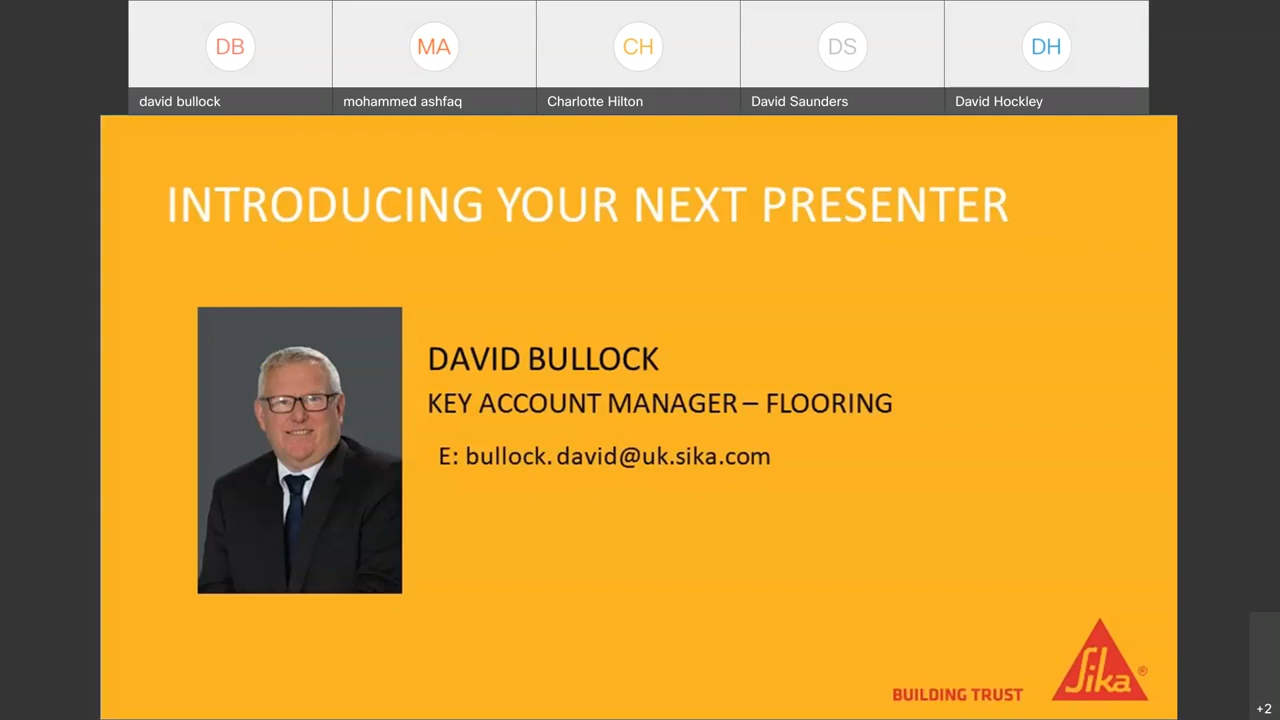 DB
MA
CH
DS
DH
david bullock
mohammed ashfaq
Charlotte Hilton
David Saunders
David Hockley
INTRODUCING YOUR NEXT PRESENTER
DAVID BULLOCK
KEY ACCOUNT MANAGER – FLOORING
E: bullock.david@uk.sika.com
BUILDING TRUST
Sika®
+2